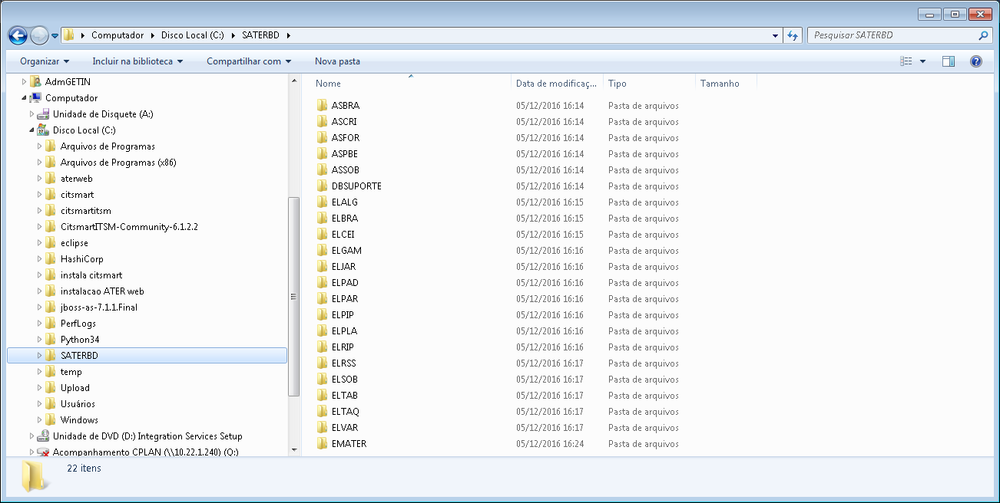 Computador Disco Local (C:) SATERBD
Pesquisar SATERBD
Organizar Incluir na biblioteca Compartilhar com Nova pasta
AdmGETIN
Computador
Unidade de Disquete (A:)
Disco Local (C:)
Arquivos de Programas
Arquivos de Programas (x86)
aterweb
citsmart
citsmartitsm
CitsmartITSM-Community-6.1.2.2
eclipse
HashiCorp
instala citsmart
instalacao ATER web
jboss-as-7.1.1.Final
PerfLogs
Python34
SATERBD
temp
Upload
Usuários
Windows
Unidade de DVD (D:) Integration Services Setup
Acompanhamento CPLAN (\\10.22.1.240) (Q:)
Nome Data de modificaç... Tipo Tamanho
ASBRA 05/12/2016 16:14 Pasta de arquivos
ASCRI 05/12/2016 16:14 Pasta de arquivos
ASFOR 05/12/2016 16:14 Pasta de arquivos
ASPBE 05/12/2016 16:14 Pasta de arquivos
ASSOB 05/12/2016 16:14 Pasta de arquivos
DBSUPORTE 05/12/2016 16:14 Pasta de arquivos
ELALG 05/12/2016 16:15 Pasta de arquivos
ELBRA 05/12/2016 16:15 Pasta de arquivos
ELCEI 05/12/2016 16:15 Pasta de arquivos
ELGAM 05/12/2016 16:16 Pasta de arquivos
ELJAR 05/12/2016 16:16 Pasta de arquivos
ELPAD 05/12/2016 16:16 Pasta de arquivos
ELPAR 05/12/2016 16:16 Pasta de arquivos
ELPIP 05/12/2016 16:16 Pasta de arquivos
ELPLA 05/12/2016 16:16 Pasta de arquivos
ELRIP 05/12/2016 16:16 Pasta de arquivos
ELRSS 05/12/2016 16:17 Pasta de arquivos
ELSOB 05/12/2016 16:17 Pasta de arquivos
ELTAB 05/12/2016 16:17 Pasta de arquivos
ELTAQ 05/12/2016 16:17 Pasta de arquivos
ELVAR 05/12/2016 16:17 Pasta de arquivos
EMATER 05/12/2016 16:24 Pasta de arquivos
22 itens